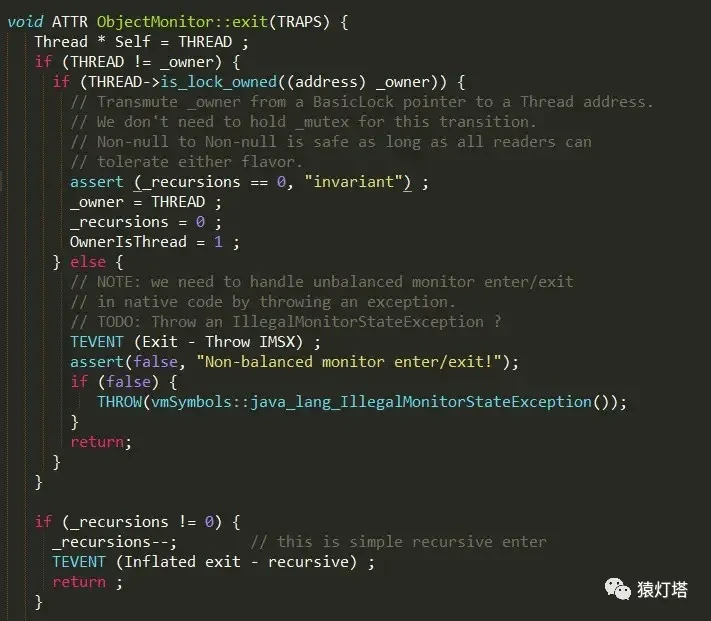 void ATTR ObjectMonitor::exit(TRAPS) {
   Thread * Self = THREAD ;
   if (THREAD != _owner) {
     if (THREAD->is_lock_owned((address) _owner)) {
       // Transmute _owner from a BasicLock pointer to a Thread address.
       // We don't need to hold _mutex for this transition.
       // Non-null to Non-null is safe as long as all readers can
       // tolerate either flavor.
       assert (_recursions == 0, "invariant") ;
       _owner = THREAD ;
       _recursions = 0 ;
       OwnerIsThread = 1 ;
     } else {
       // NOTE: we need to handle unbalanced monitor enter/exit
       // in native code by throwing an exception.
       // TODO: Throw an IllegalMonitorStateException ?
       TEVENT (Exit - Throw IMSX) ;
       assert(false, "Non-balanced monitor enter/exit!");
       if (false) {
          THROW(vmSymbols::java_lang_IllegalMonitorStateException());
       }
       return;
     }
   }

   if (_recursions != 0) {
     _recursions--;        // this is simple recursive enter
     TEVENT (Inflated exit - recursive) ;
     return ;
   }
猿灯塔